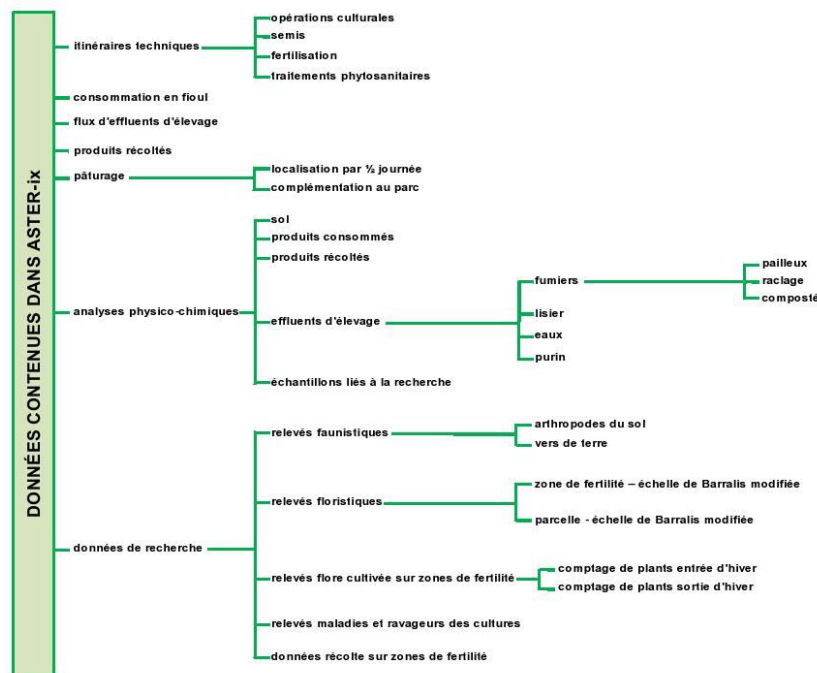 DONNÉES CONTENUES DANS ASTER-ix
itinéraires techniques
opérations culturales
semis
fertilisation
traitements phytosanitaires
consommation en fioul
flux d'effluents d'élevage
produits récoltés
pâturage
localisation par ½ journée
complémentation au parc
analyses physico-chimiques
sol
produits consommés
produits récoltés
effluents d'élevage
fumiers
pailleux
raclage
composté
lisier
eaux
purin
échantillons liés à la recherche
données de recherche
relevés faunistiques
arthropodes du sol
vers de terre
relevés floristiques
zone de fertilité – échelle de Barralis modifiée
parcelle - échelle de Barralis modifiée
relevés flore cultivée sur zones de fertilité
comptage de plants entrée d'hiver
comptage de plants sortie d'hiver
relevés maladies et ravageurs des cultures
données récolte sur zones de fertilité